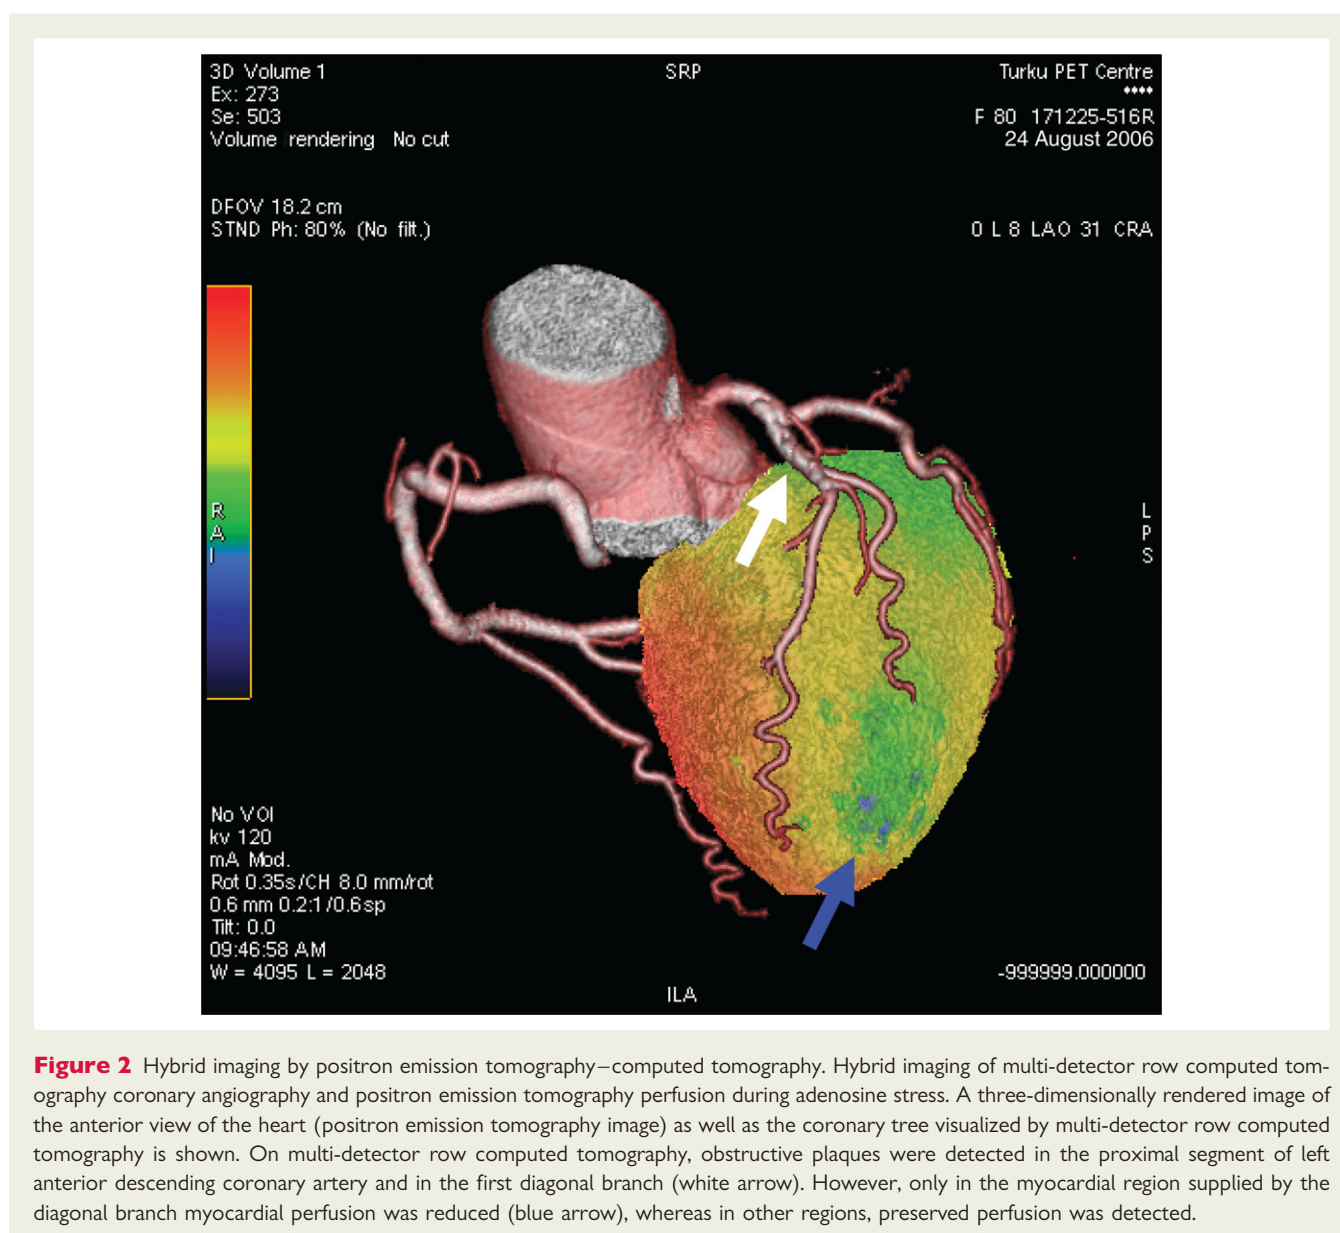 3D Volume 1
Ex: 273
Se: 503
Volume rendering No cut
DFOV 18.2 cm
STND Ph: 80% (No filt.)
SRP
Turku PET Centre
****
F 80 171225-516R
24 August 2006
0 L 8 LAO 31 CRA
R
A
I
L
P
S
No VOI
kv 120
mA Mod.
Rot 0.35s/CH 8.0 mm/rot
0.6 mm 0.2:1/0.6sp
Tilt: 0.0
09:46:58 AM
W = 4095 L = 2048
ILA
-999999.000000
Figure 2 Hybrid imaging by positron emission tomography–computed tomography. Hybrid imaging of multi-detector row computed tom-
ography coronary angiography and positron emission tomography perfusion during adenosine stress. A three-dimensionally rendered image of
the anterior view of the heart (positron emission tomography image) as well as the coronary tree visualized by multi-detector row computed
tomography is shown. On multi-detector row computed tomography, obstructive plaques were detected in the proximal segment of left
anterior descending coronary artery and in the first diagonal branch (white arrow). However, only in the myocardial region supplied by the
diagonal branch myocardial perfusion was reduced (blue arrow), whereas in other regions, preserved perfusion was detected.